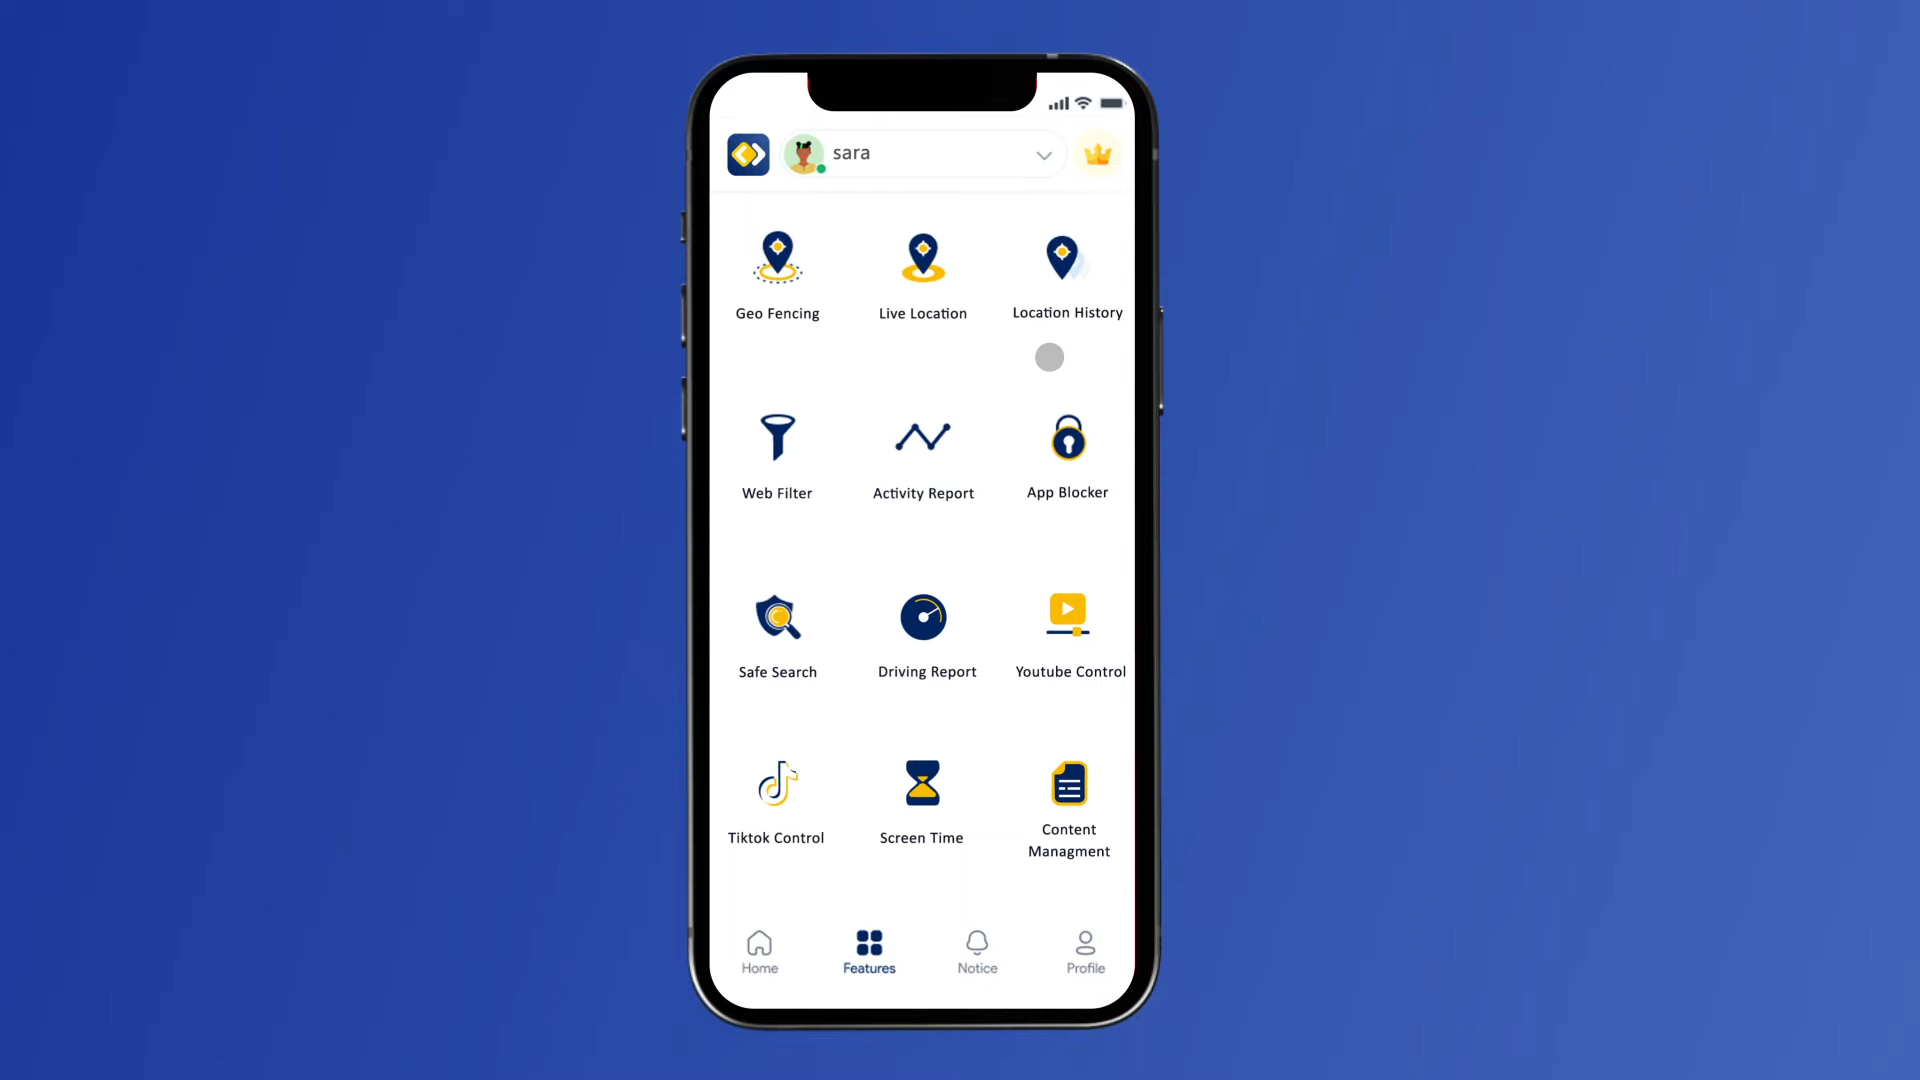 sara
Geo Fencing
Live Location
Location History
Web Filter
Activity Report
App Blocker
Safe Search
Driving Report
Youtube Control
Tiktok Control
Screen Time
Content
Managment
Home
Features
Notice
Profile